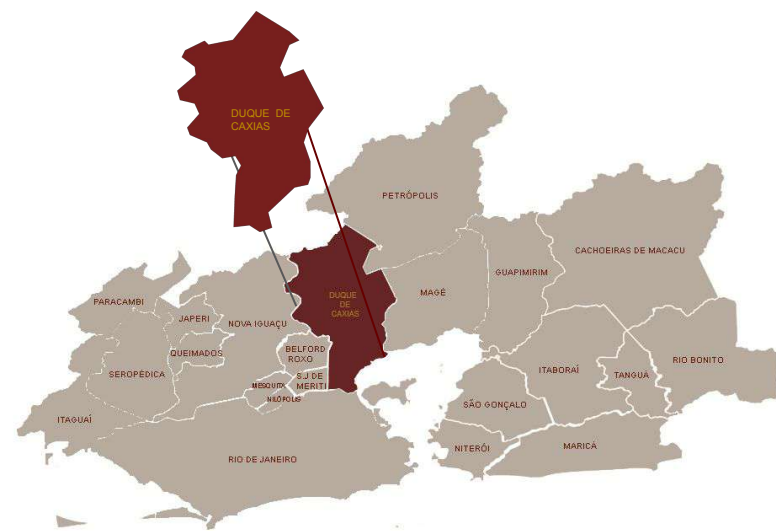 DUQUE DE
CAXIAS
PETRÓPOLIS
CACHOEIRAS DE MACACU
GUAPIMIRIM
MAGÉ
PARACAMBI
DUQUE
DE
CAXIAS
JAPERI
NOVA IGUAÇU
QUEIMADOS
BELFORD
ROXO
RIO BONITO
SEROPÉDICA
S.J DE
MERITI
ITABORAÍ
TANGUÁ
MESQUITA
NILÓPOLIS
SÃO GONÇALO
ITAGUAÍ
NITERÓI
MARICÁ
RIO DE JANEIRO